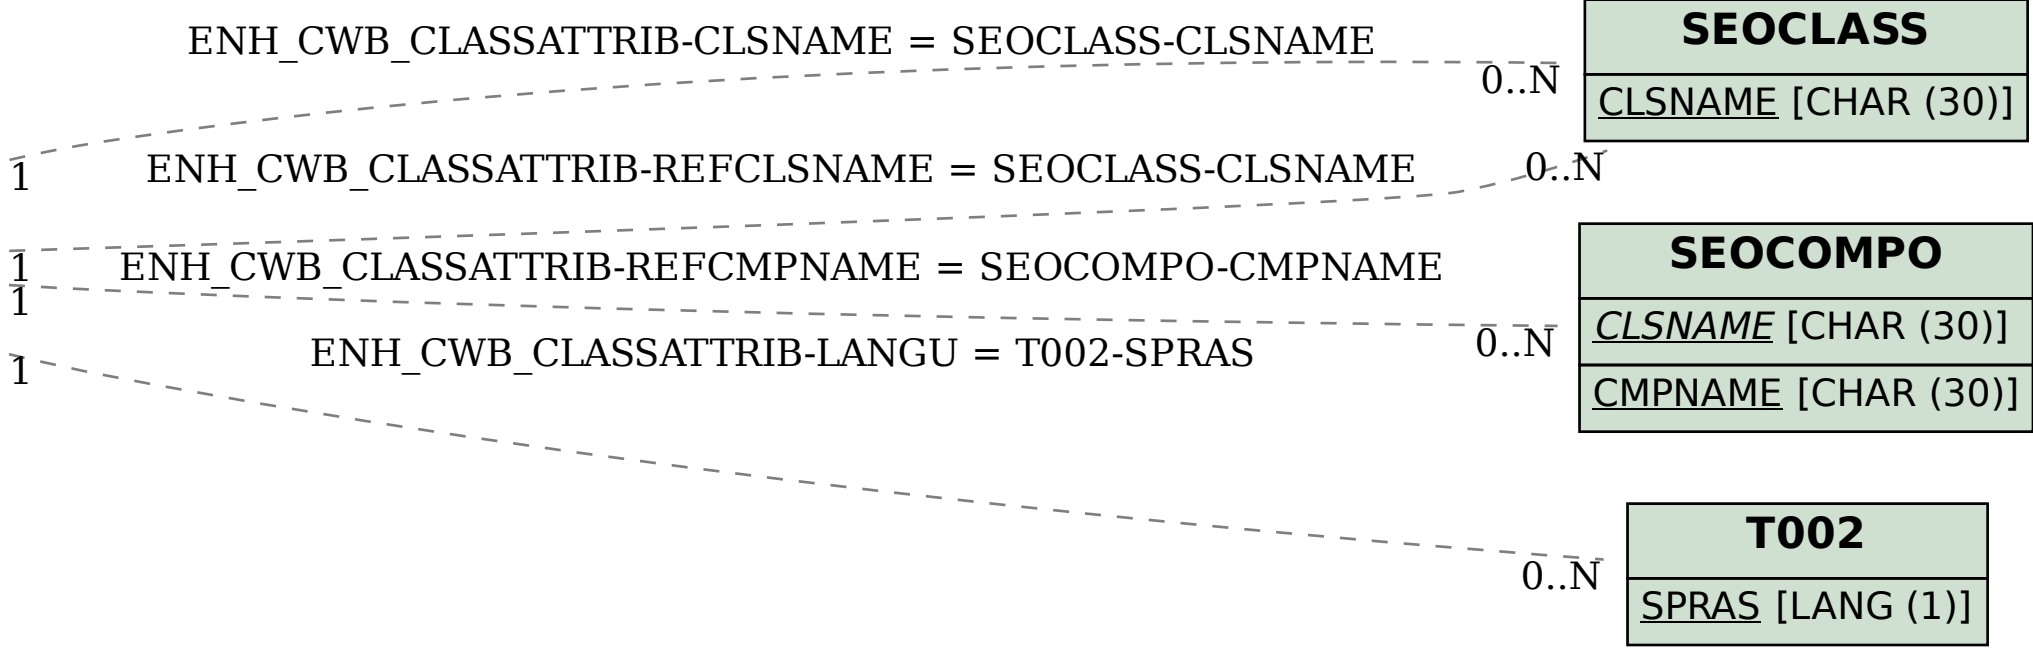 ENH_CWB_CLASSATTRIB-CLSNAME = SEOCLASS-CLSNAME
SEOCLASS
0..N
CLSNAME [CHAR (30)]
1
ENH_CWB_CLASSATTRIB-REFCLSNAME = SEOCLASS-CLSNAME
0..N
1
ENH_CWB_CLASSATTRIB-REFCMPNAME = SEOCOMPO-CMPNAME
SEOCOMPO
1
CLSNAME [CHAR (30)]
0..N
CMPNAME [CHAR (30)]
ENH_CWB_CLASSATTRIB-LANGU = T002-SPRAS
1
T002
0..N
SPRAS [LANG (1)]